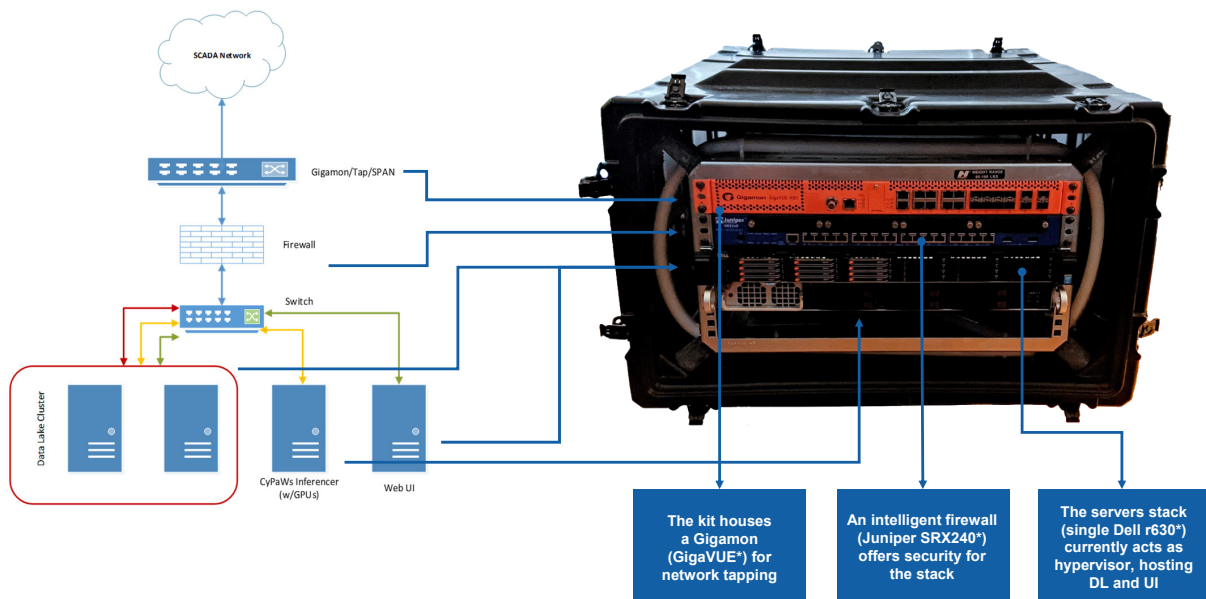 SCADA Network
Gigamon/Tap/SPAN
Firewall
Switch
Data Lake Cluster
CyPaWs Inferencer
(w/GPUs)
Web UI
WEIGHT RANGE
Gigamon
Juniper
The kit houses
a Gigamon
(GigaVUE*) for
network tapping
An intelligent firewall
(Juniper SRX240*)
offers security for
the stack
The servers stack
(single Dell r630*)
currently acts as
hypervisor, hosting
DL and UI